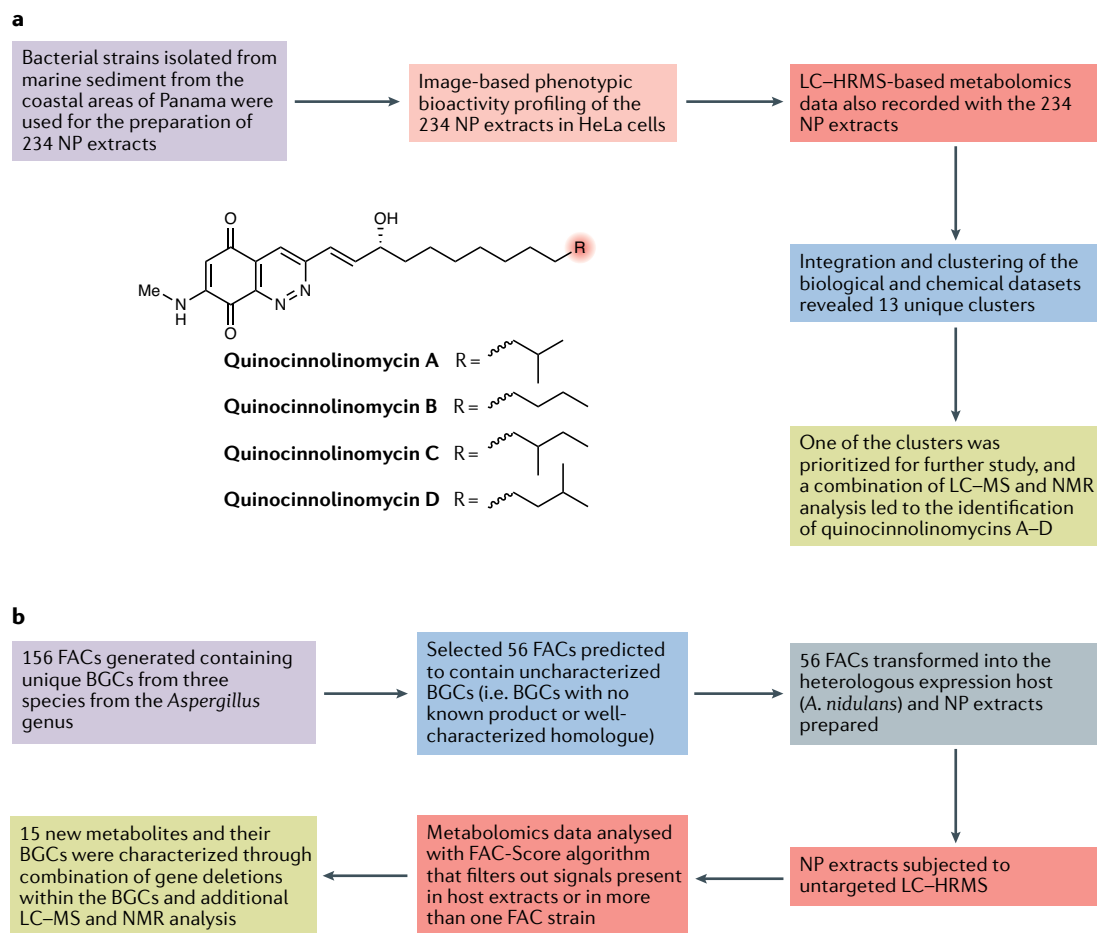 a
Bacterial strains isolated from
marine sediment from the
coastal areas of Panama were
used for the preparation of
234 NP extracts
Image-based phenotypic
bioactivity profiling of the
234 NP extracts in HeLa cells
LC–HRMS-based metabolomics
data also recorded with the 234
NP extracts
Integration and clustering of the
biological and chemical datasets
revealed 13 unique clusters
One of the clusters was
prioritized for further study, and
a combination of LC–MS and NMR
analysis led to the identification
of quinocinnolinomycins A–D
O
OH
R
Me
N
H
N
N
O
Quinocinnolinomycin A R =
Quinocinnolinomycin B R =
Quinocinnolinomycin C R =
Quinocinnolinomycin D R =
b
156 FACs generated containing
unique BGCs from three
species from the Aspergillus
genus
Selected 56 FACs predicted
to contain uncharacterized
BGCs (i.e. BGCs with no
known product or well-
characterized homologue)
56 FACs transformed into the
heterologous expression host
(A. nidulans) and NP extracts
prepared
NP extracts subjected to
untargeted LC–HRMS
Metabolomics data analysed
with FAC-Score algorithm
that filters out signals present
in host extracts or in more
than one FAC strain
15 new metabolites and their
BGCs were characterized through
combination of gene deletions
within the BGCs and additional
LC–MS and NMR analysis